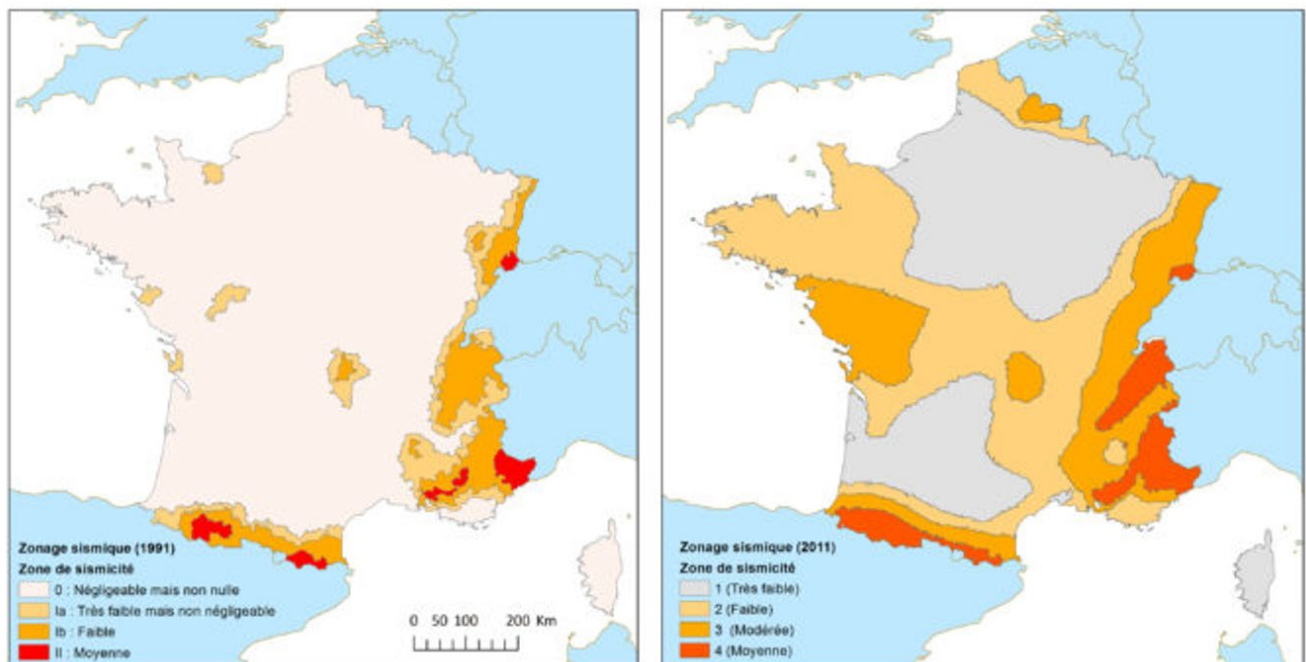 Zonage sismique (1991)
Zone de sismicité
0 : Négligeable mais non nulle
Ia : Très faible mais non négligeable
Ib : Faible
II : Moyenne
0 50 100 200 Km
Zonage sismique (2011)
Zone de sismicité
1 (Très faible)
2 (Faible)
3 (Modérée)
4 (Moyenne)